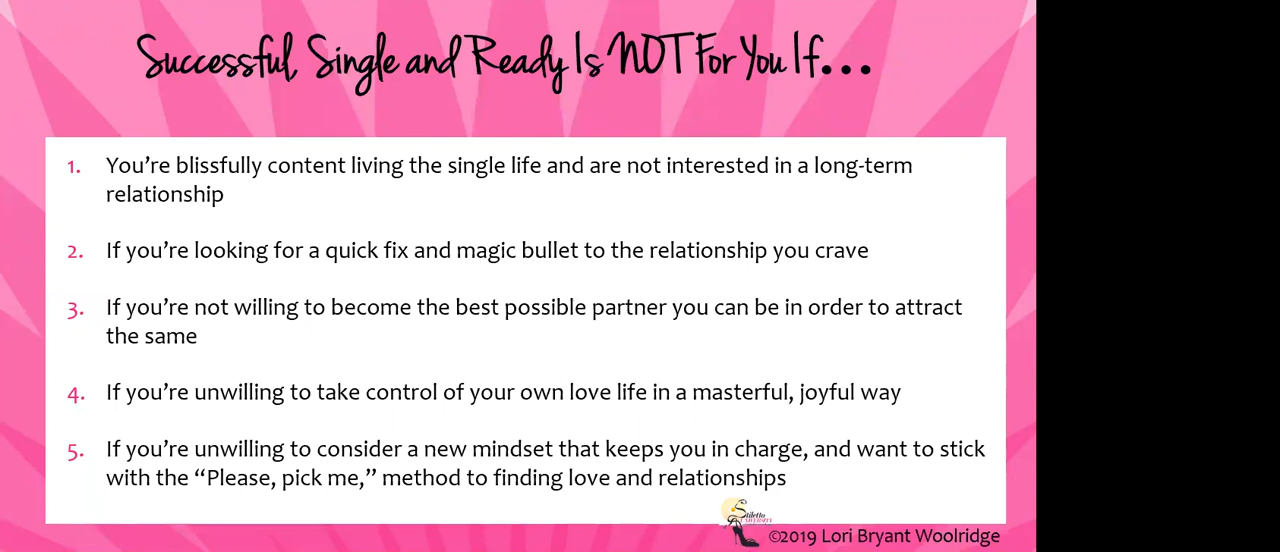 Successful, Single and Ready Is NOT For You If...
1. You’re blissfully content living the single life and are not interested in a long-term
relationship
2. If you’re looking for a quick fix and magic bullet to the relationship you crave
3. If you’re not willing to become the best possible partner you can be in order to attract
the same
4. If you’re unwilling to take control of your own love life in a masterful, joyful way
5. If you’re unwilling to consider a new mindset that keeps you in charge, and want to stick
with the “Please, pick me,” method to finding love and relationships
Stiletto
©2019 Lori Bryant Woolridge